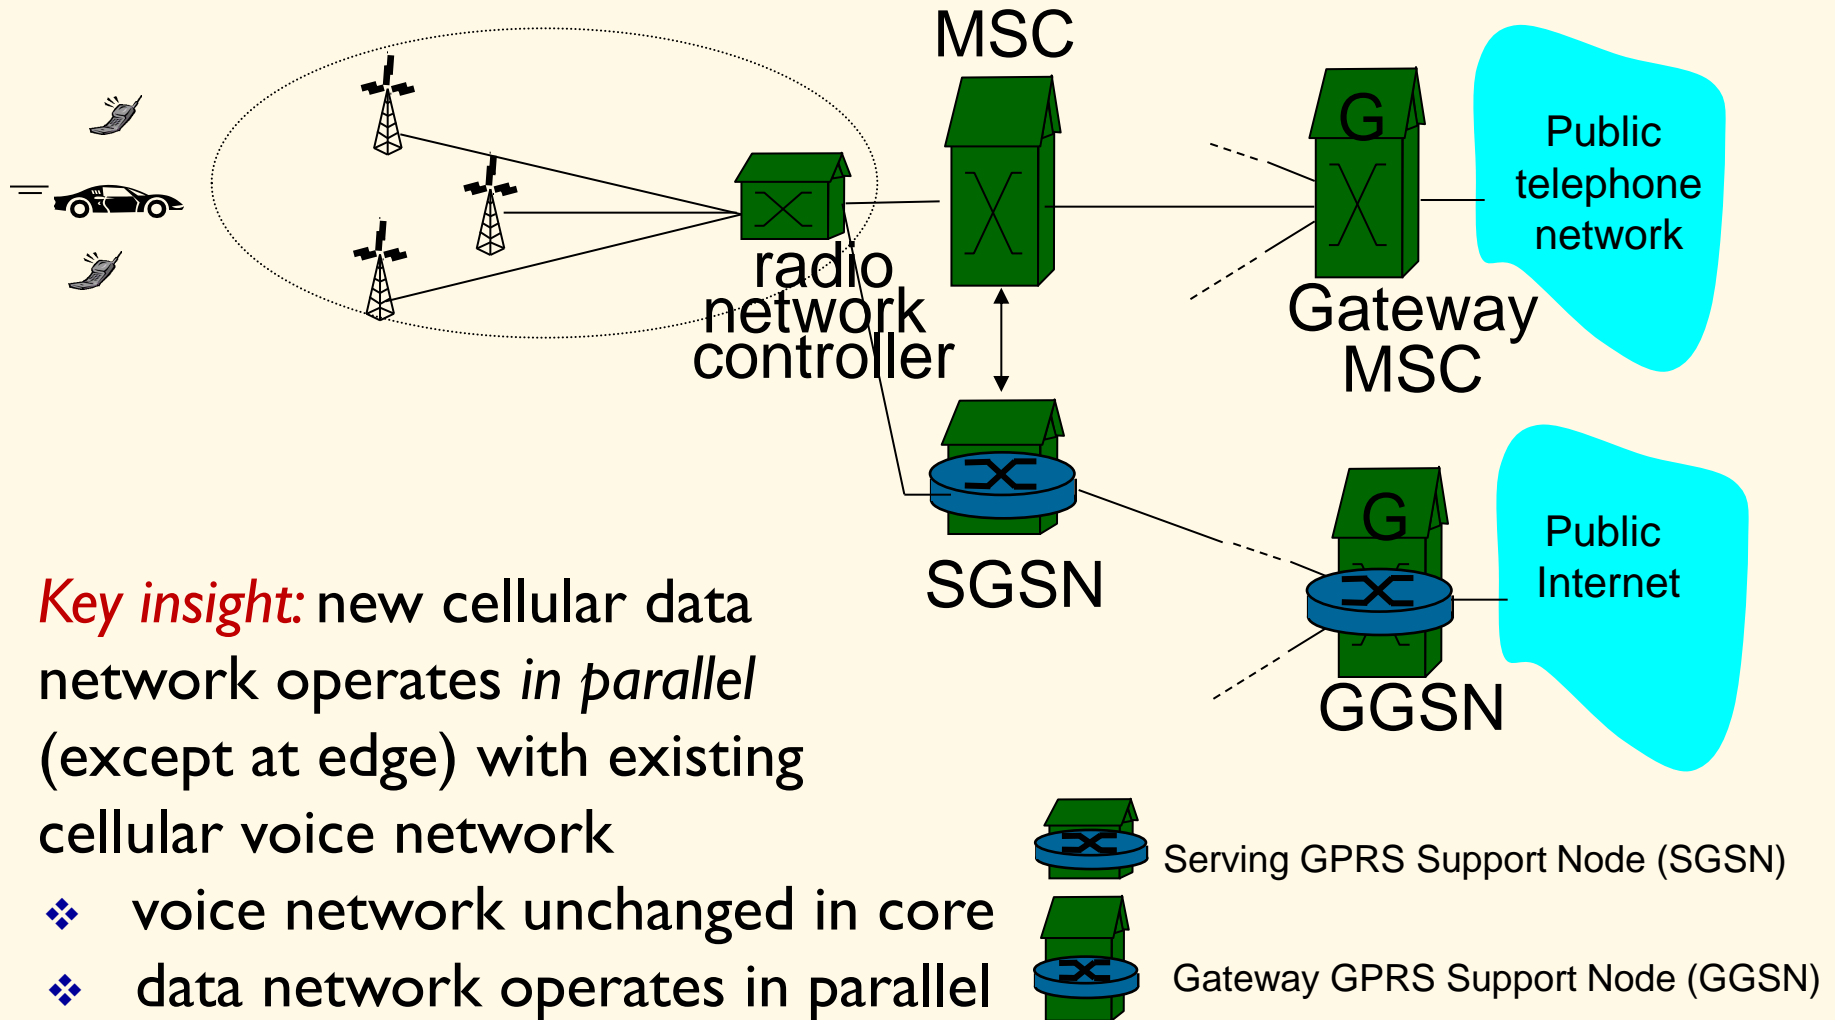 MSC
G
Public
telephone
network
radio
network
controller
Gateway
MSC
SGSN
G
Public
Internet
GGSN
Key insight: new cellular data
network operates in parallel
(except at edge) with existing
cellular voice network
❖ voice network unchanged in core
❖ data network operates in parallel
Serving GPRS Support Node (SGSN)
Gateway GPRS Support Node (GGSN)